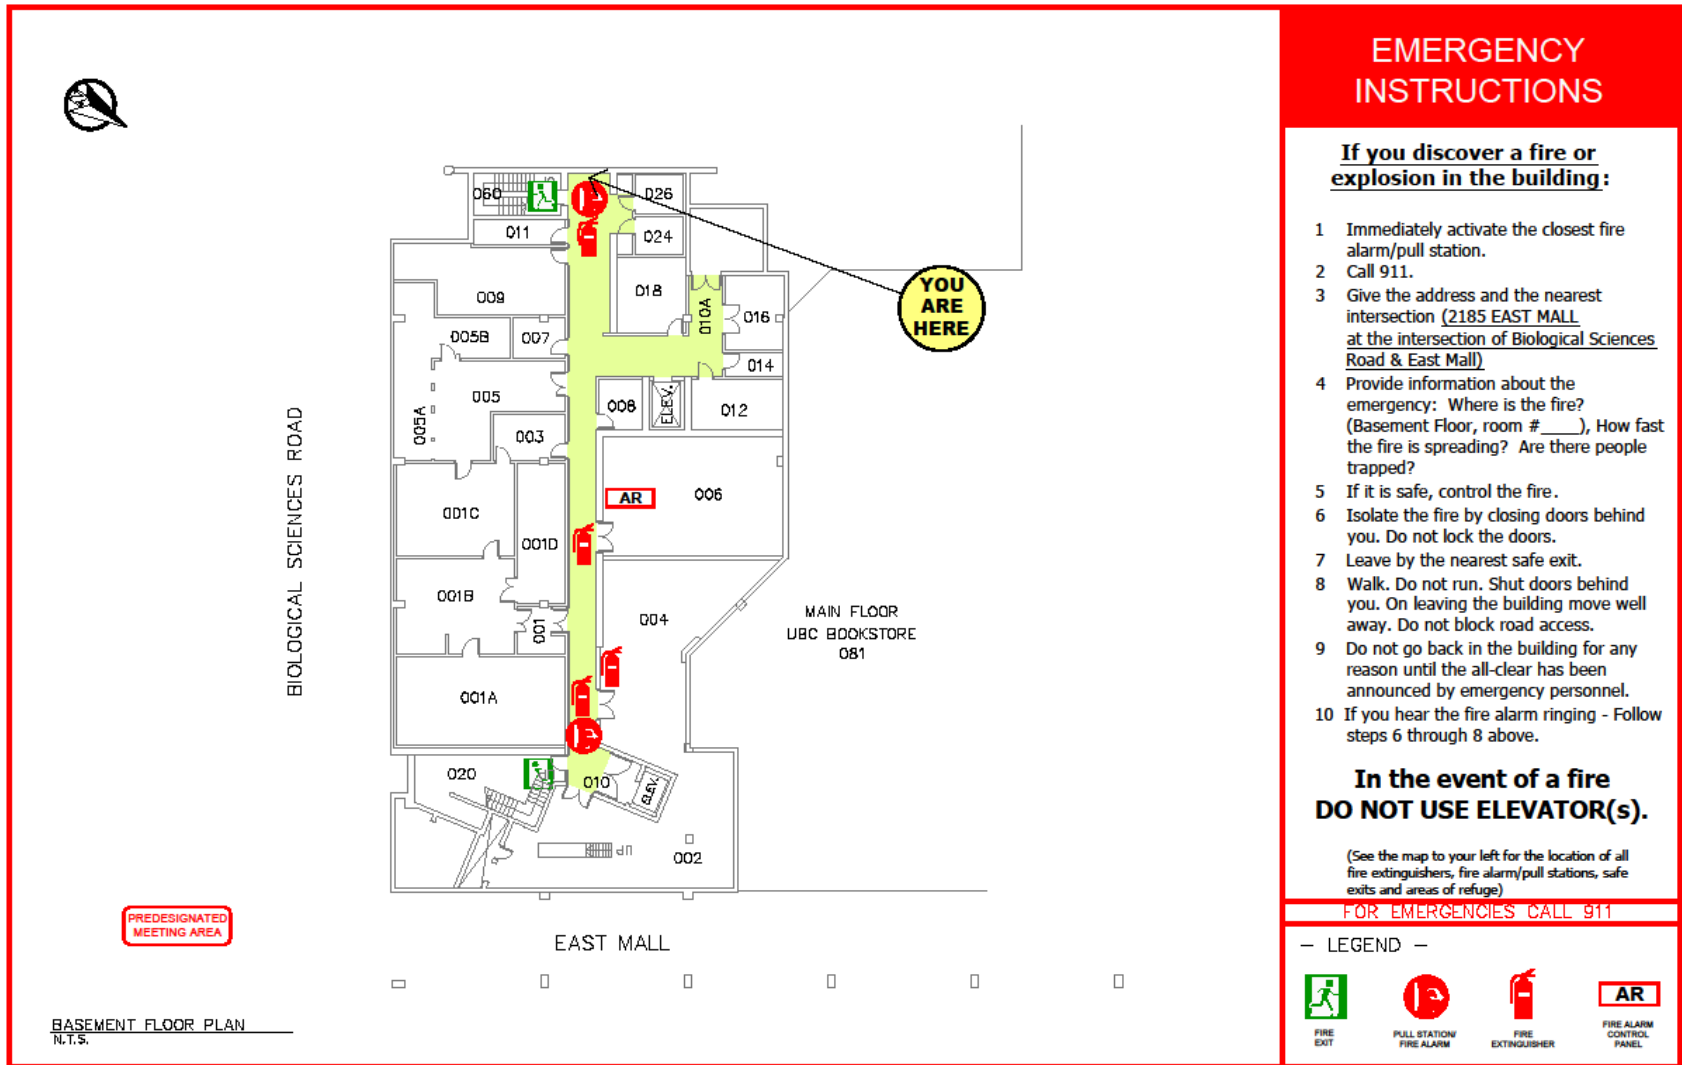 EMERGENCY
INSTRUCTIONS
If you discover a fire or
explosion in the building:
1 Immediately activate the closest fire
alarm/pull station.
2 Call 911.
3 Give the address and the nearest
intersection (2185 EAST MALL
at the intersection of Biological Sciences
Road & East Mall)
4 Provide information about the
emergency: Where is the fire?
(Basement Floor, room #____), How fast
the fire is spreading? Are there people
trapped?
5 If it is safe, control the fire.
6 Isolate the fire by closing doors behind
you. Do not lock the doors.
7 Leave by the nearest safe exit.
8 Walk. Do not run. Shut doors behind
you. On leaving the building move well
away. Do not block road access.
9 Do not go back in the building for any
reason until the all-clear has been
announced by emergency personnel.
10 If you hear the fire alarm ringing - Follow
steps 6 through 8 above.
In the event of a fire
DO NOT USE ELEVATOR(s).
(See the map to your left for the location of all
fire extinguishers, fire alarm/pull stations, safe
exits and areas of refuge)
FOR EMERGENCIES CALL 911
— LEGEND —
FIRE
EXIT
PULL STATION/
FIRE ALARM
FIRE
EXTINGUISHER
AR
FIRE ALARM
CONTROL
PANEL
060
026
011
024
YOU
ARE
HERE
009
018
010A
016
005B
007
014
005
005A
008
ELEV.
012
003
AR
006
001C
001D
001B
001
004
MAIN FLOOR
UBC BOOKSTORE
081
001A
020
010
ELEV.
UP
002
BIOLOGICAL SCIENCES ROAD
PREDESIGNATED
MEETING AREA
EAST MALL
BASEMENT FLOOR PLAN
N.T.S.